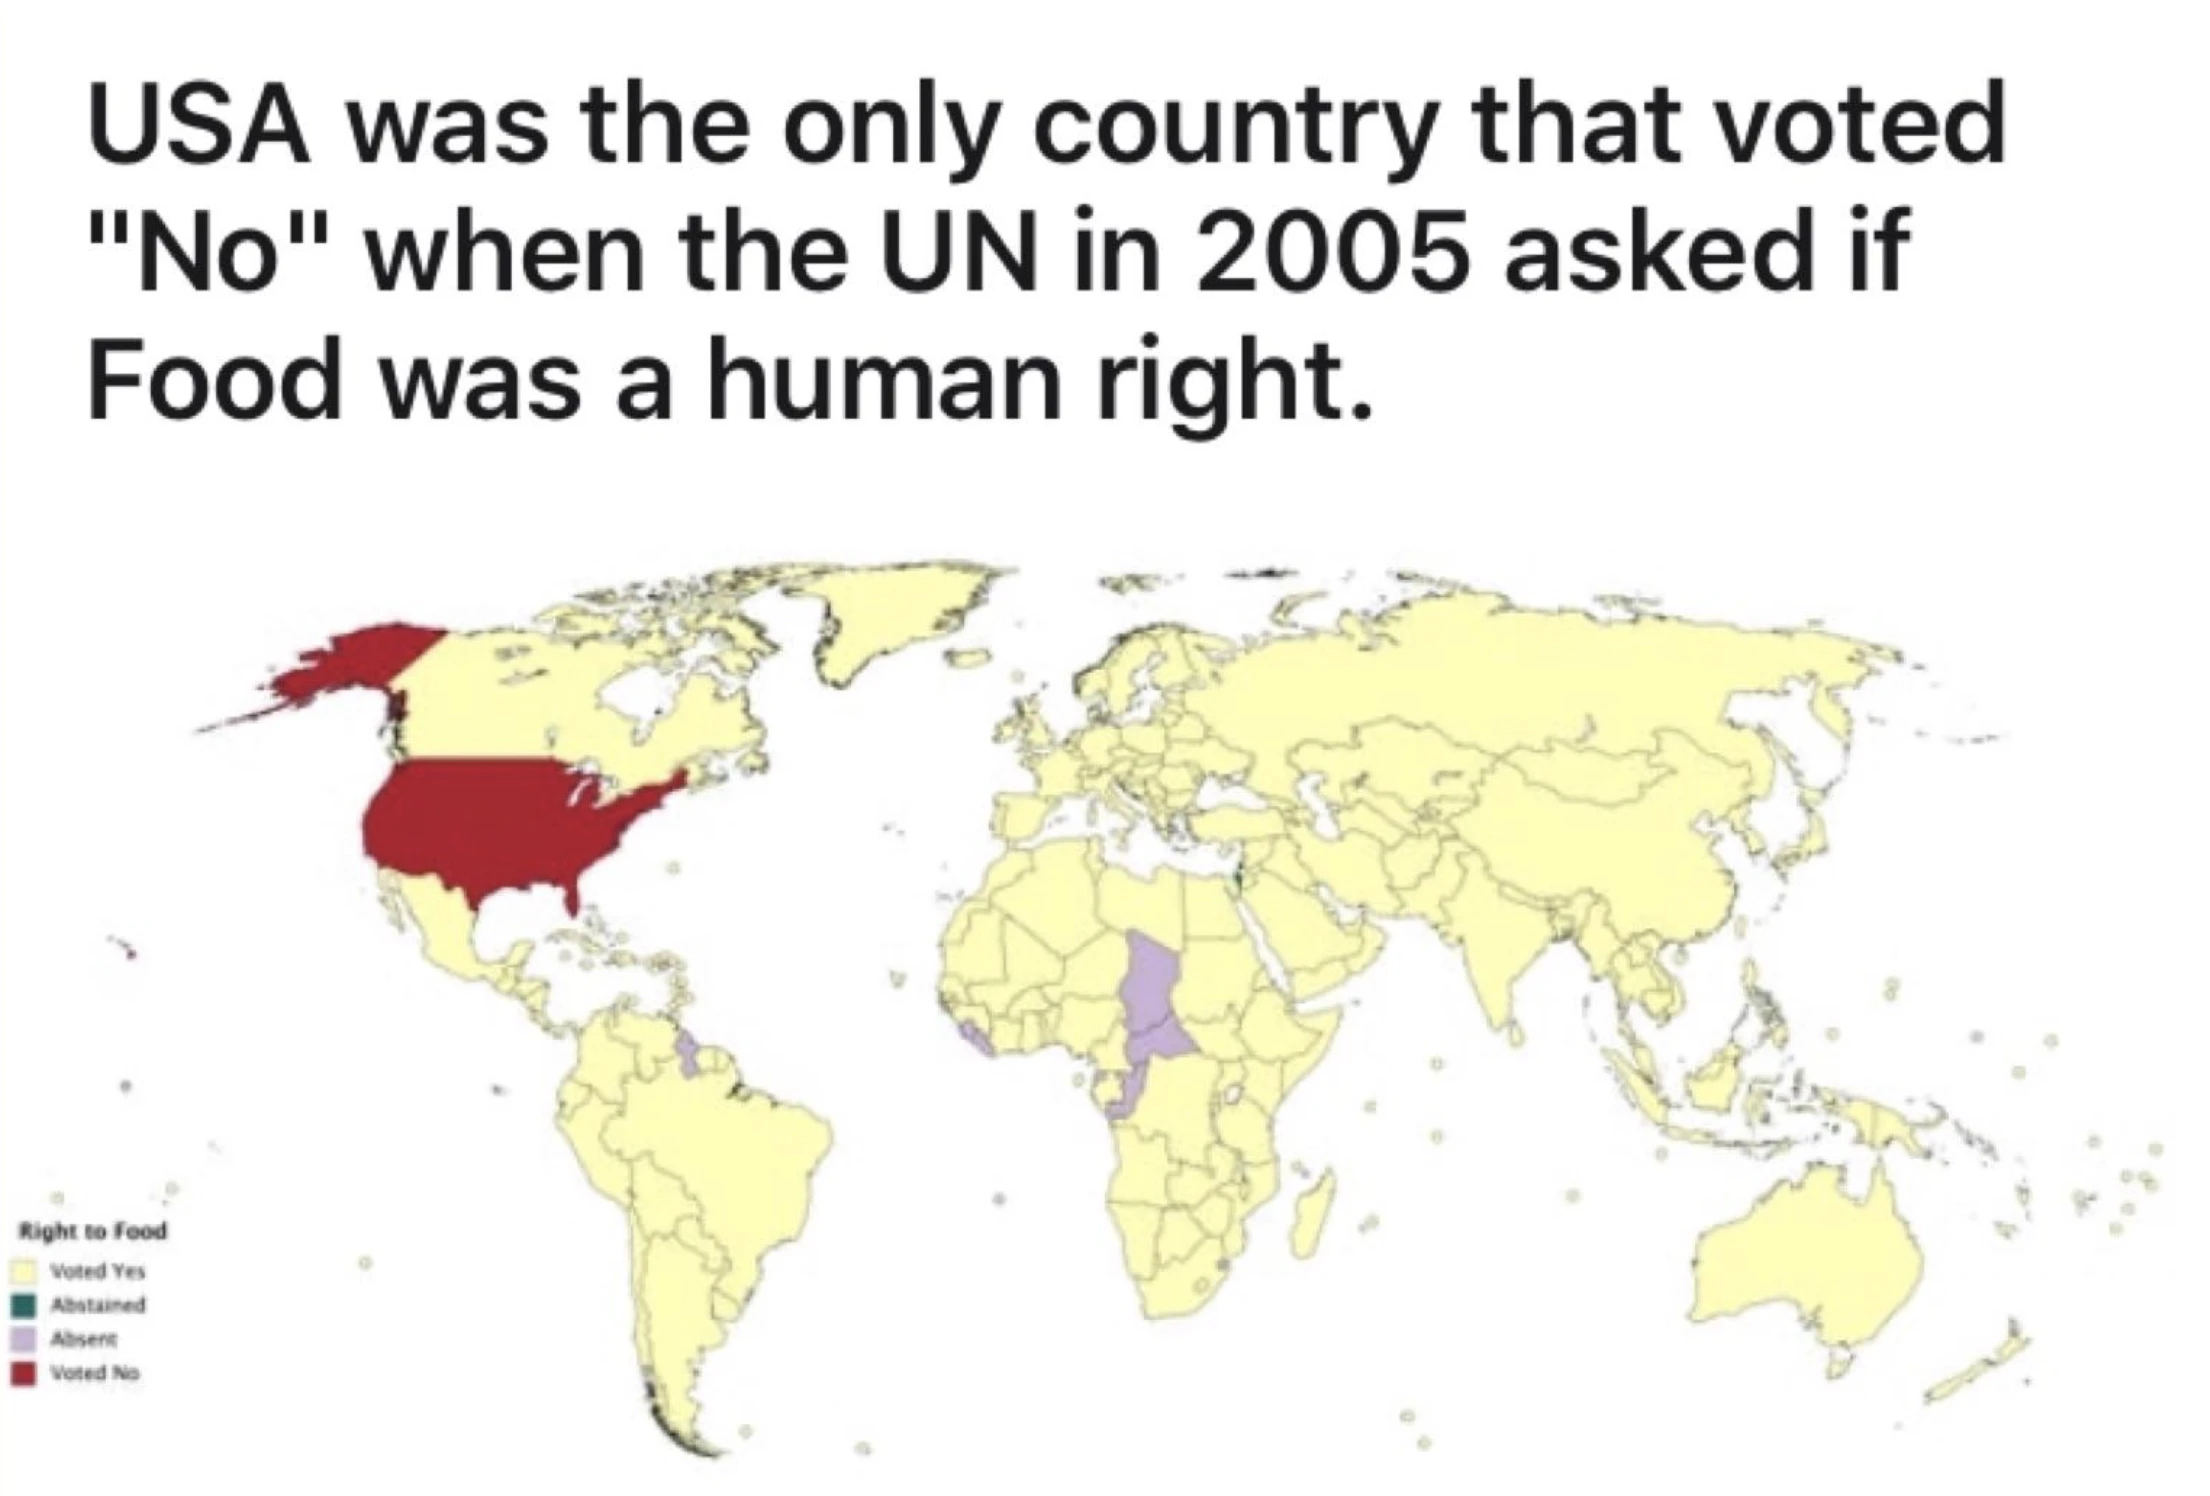 USA was the only country that voted
"No" when the UN in 2005 asked if
Food was a human right.
Right to Food
Voted Yes
Abstained
Absent
Voted No